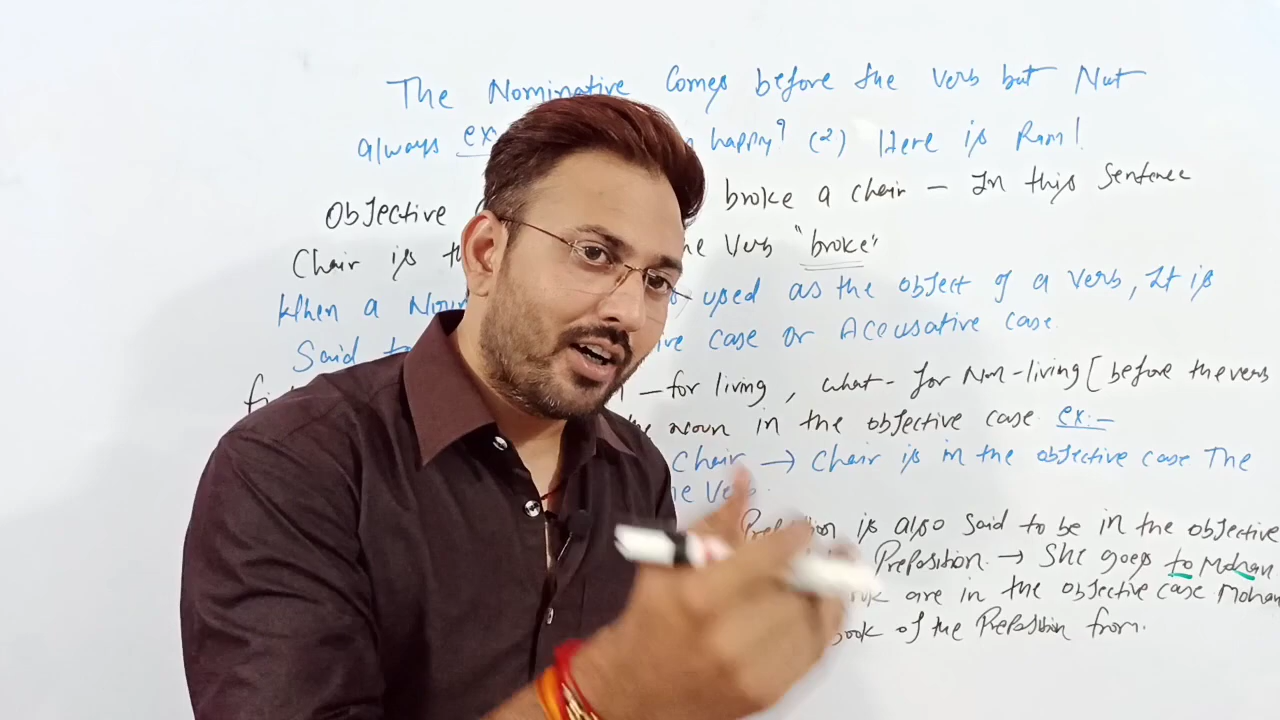 The Nominative Comes before the Verb but Not
always ex happy? (2) Here is Ram!
Objective broke a chair - In this Sentence
Chair is the Verb "broke"
When a Noun used as the object of a verb, It is
Said case or Accusative case.
for living, what - for Non-living [before the verb
noun in the objective case ex:-
Chair → Chair is in the objective case The
Verb.
Preposition is also Said to be in the objective
Preposition. → She goes to Mohan
are in the objective case Mohan
book of the Preposition from.